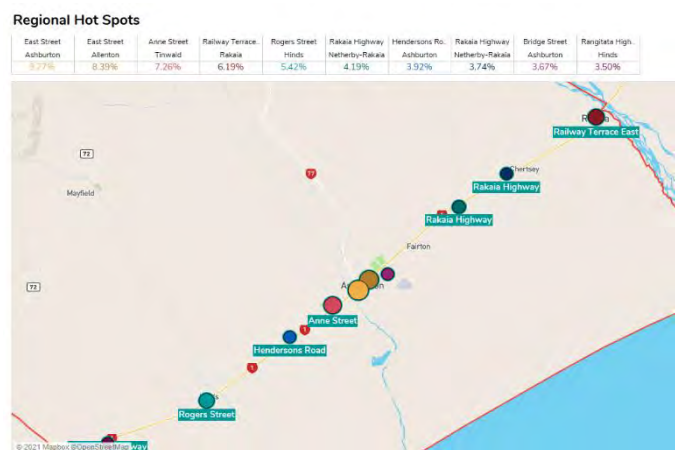 Regional Hot Spots
East Street East Street Anne Street Railway Terrace.. Rogers Street Rakaia Highway Hendersons Ro.. Rakaia Highway Bridge Street Rangitata High..
Ashburton Allenton Tinwald Rakaia Hinds Netherby-Rakaia Ashburton Netherby-Rakaia Ashburton Hinds
9.77% 8.39% 7.26% 6.19% 5.42% 4.19% 3.92% 3.74% 3.67% 3.50%
Railway Terrace East
72
77
Chertsey
Rakaia Highway
Mayfield
Rakaia Highway
Fairton
72
Anne Street
1
Hendersons Road
1
Rogers Street
© 2021 Mapbox ©OpenStreetMap